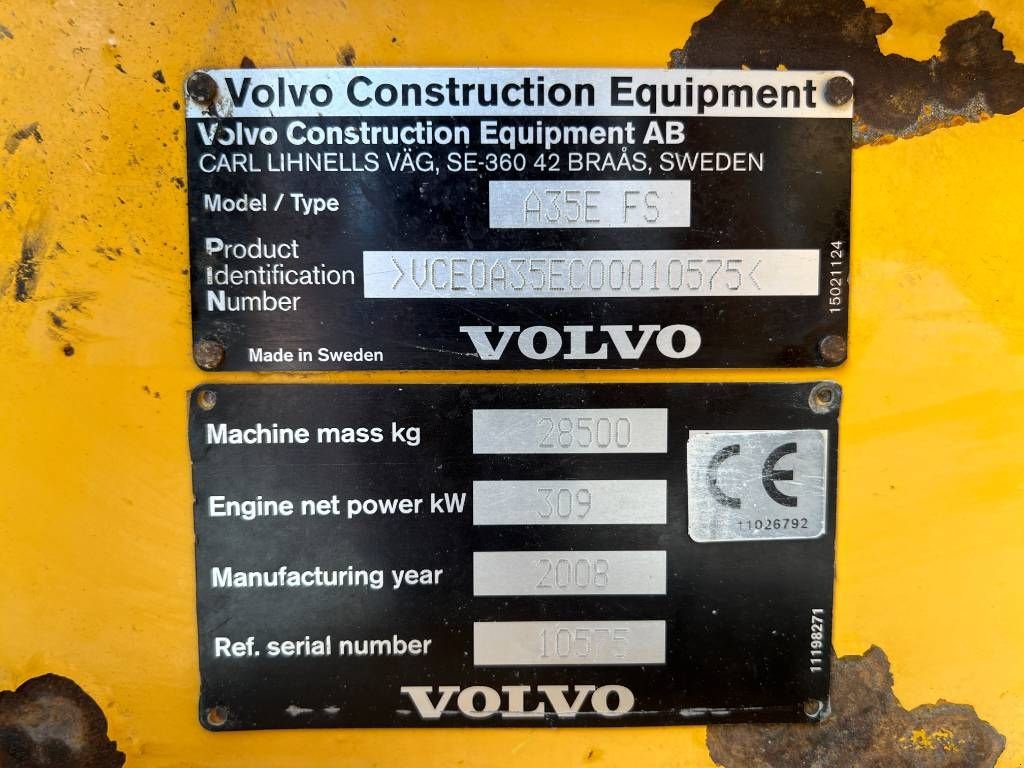 Volvo Construction Equipment
Volvo Construction Equipment AB
CARL LIHNELLS VÄG, SE-360 42 BRAÅS, SWEDEN
Model / Type A35E FS
Product
Identification >VCE0A35EC00010575<
Number
15021124
Made in Sweden VOLVO
Machine mass kg 28500
CE
11026792
Engine net power kW 309
Manufacturing year 2008
Ref. serial number 10575
11198271
VOLVO